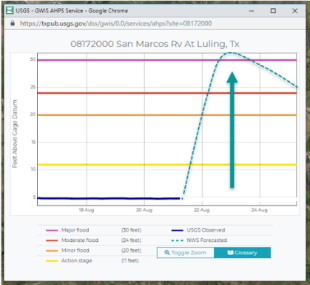 USGS - GWIS AHPS Service - Google Chrome
https://txpub.usgs.gov/dss/gwis/0.0/services/ahps?site=08172000
08172000 San Marcos Rv At Luling, Tx
Feet Above Gage Datum
30
25
20
15
10
5
18 Aug 20 Aug 22 Aug 24 Aug
Major flood (30 feet) USGS Observed
Moderate flood (24 feet) NWS Forecasted
Minor flood (20 feet) Toggle Zoom Glossary
Action stage (11 feet)